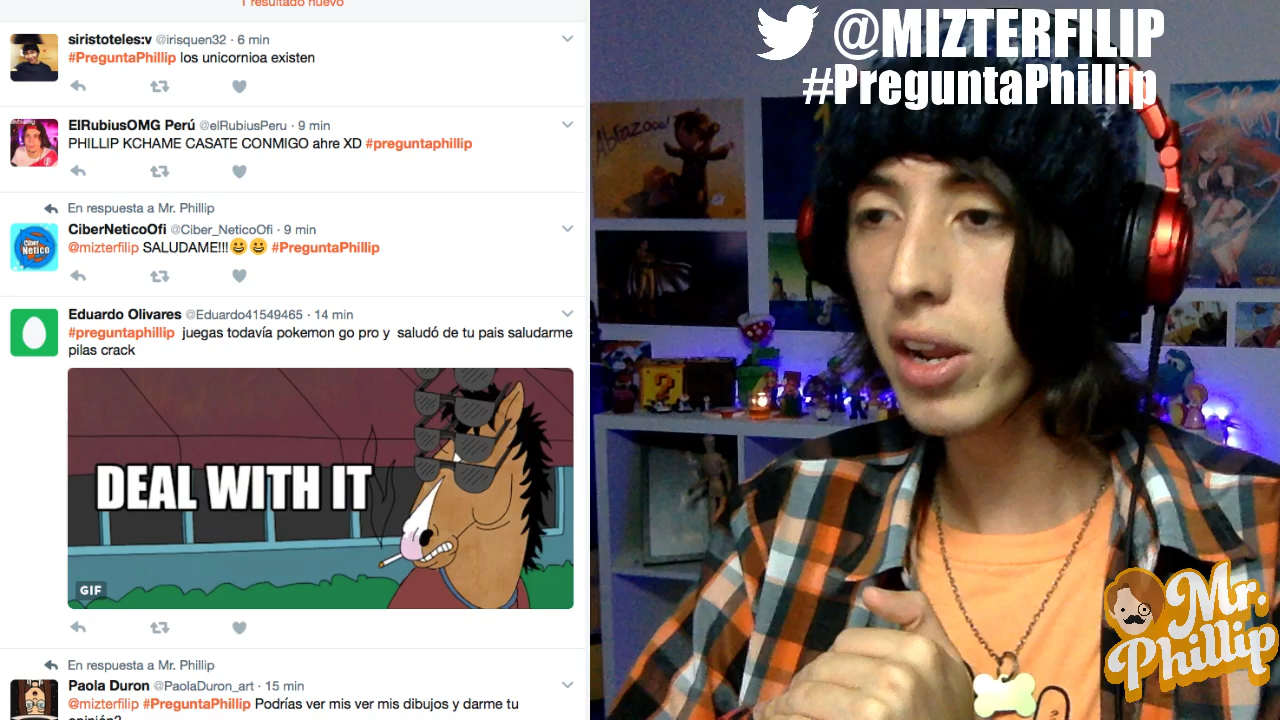 1 resultado nuevo
siristoteles:v @irisquen32 · 6 min
#PreguntaPhillip los unicornioa existen
ElRubiusOMG Perú @elRubiusPeru · 9 min
PHILLIP KCHAME CASATE CONMIGO ahre XD #preguntaphillip
En respuesta a Mr. Phillip
CiberNeticoOfi @Ciber_NeticoOfi · 9 min
Ciber
Netico
@mizterfilip SALUDAME!!!😀😀 #PreguntaPhillip
Eduardo Olivares @Eduardo41549465 · 14 min
#preguntaphillip juegas todavía pokemon go pro y saludó de tu pais saludarme
pilas crack
DEAL WITH IT
GIF
En respuesta a Mr. Phillip
Paola Duron @PaolaDuron_art · 15 min
@mizterfilip #PreguntaPhillip Podrías ver mis ver mis dibujos y darme tu
opinión?
@MIZTERFILIP
#PreguntaPhillip
Abrazooo!
Mr.
Phillip